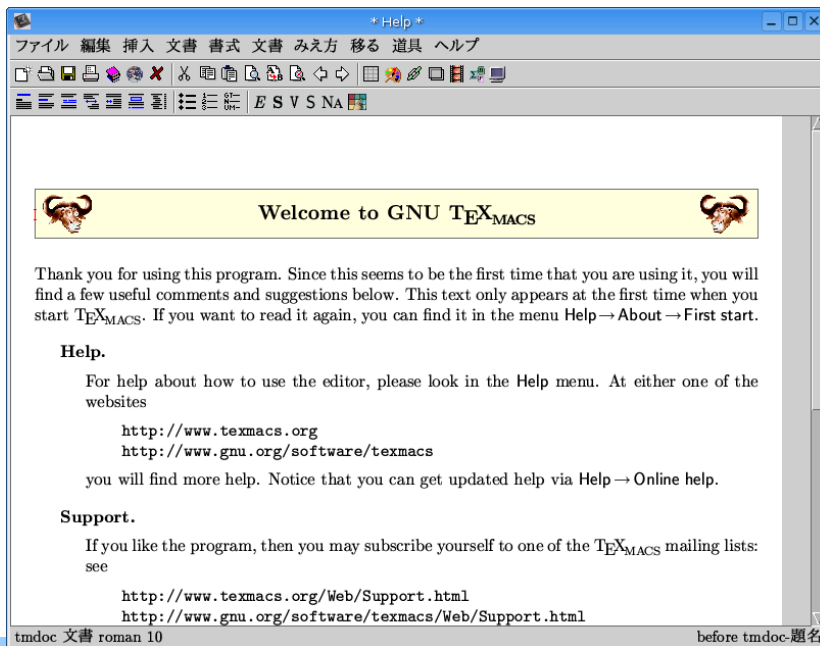 * Help *
ファイル 編集 挿入 文書 書式 文書 みえ方 移る 道具 ヘルプ
E S V S NA
Welcome to GNU TEXMACS
Thank you for using this program. Since this seems to be the first time that you are using it, you will
find a few useful comments and suggestions below. This text only appears at the first time when you
start TEXMACS. If you want to read it again, you can find it in the menu Help→About→First start.
Help.
For help about how to use the editor, please look in the Help menu. At either one of the
websites
http://www.texmacs.org
http://www.gnu.org/software/texmacs
you will find more help. Notice that you can get updated help via Help→Online help.
Support.
If you like the program, then you may subscribe yourself to one of the TEXMACS mailing lists:
see
http://www.texmacs.org/Web/Support.html
http://www.gnu.org/software/texmacs/Web/Support.html
tmdoc 文書 roman 10 before tmdoc-題名